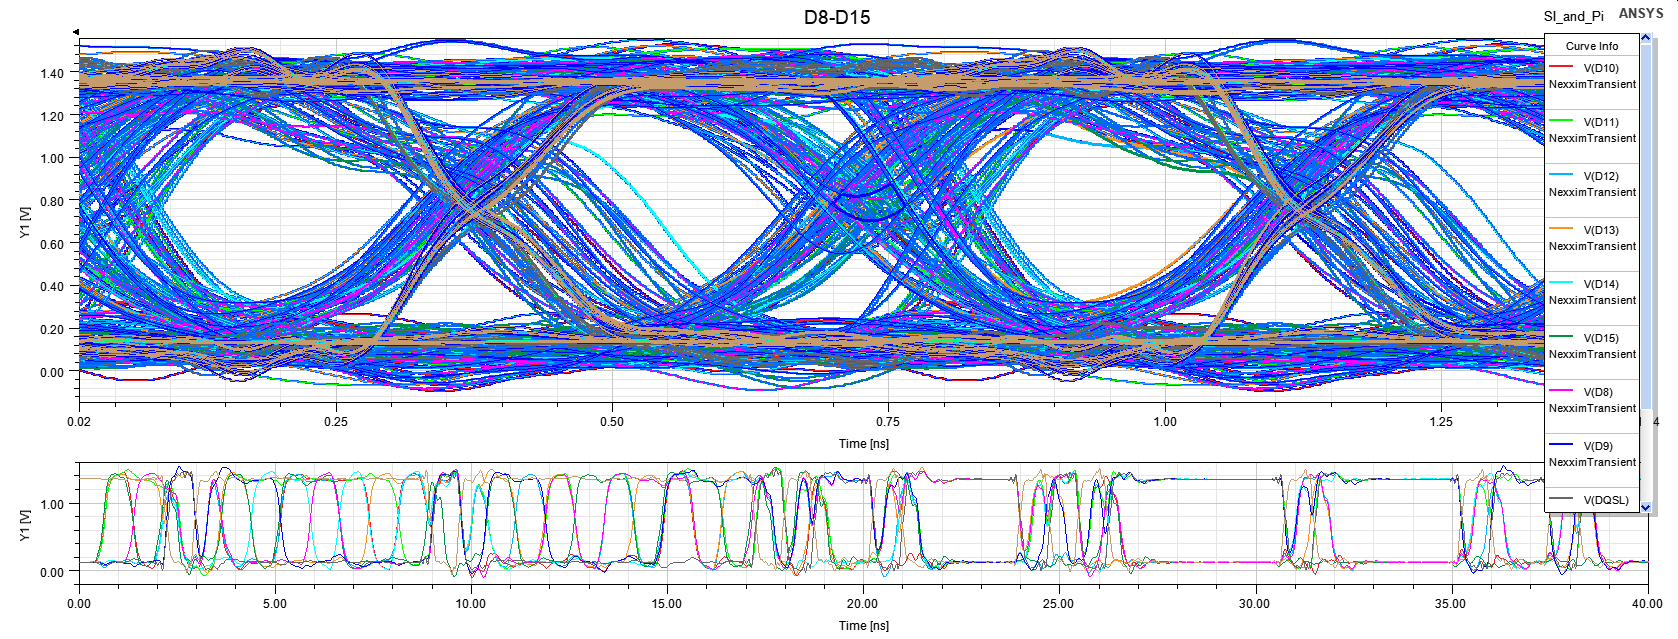 D8-D15
SI_and_Pi ANSYS
Curve Info
V(D10)
NexximTransient
V(D11)
NexximTransient
V(D12)
NexximTransient
V(D13)
NexximTransient
V(D14)
NexximTransient
V(D15)
NexximTransient
V(D8)
NexximTransient
V(D9)
NexximTransient
V(DQSL)
Y1 [V]
1.40
1.20
1.00
0.80
0.60
0.40
0.20
0.00
0.02 0.25 0.50 0.75 1.00 1.25 4
Time [ns]
Y1 [V]
1.00
0.00
0.00 5.00 10.00 15.00 20.00 25.00 30.00 35.00 40.00
Time [ns]